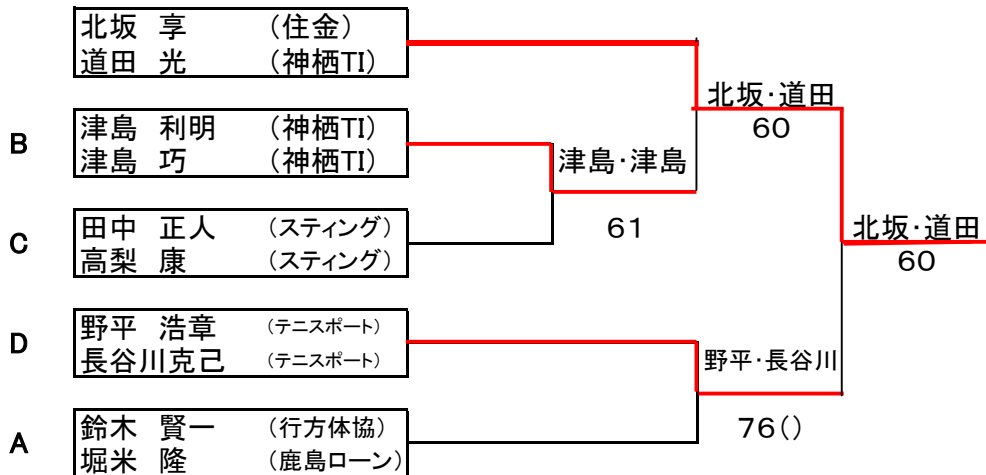 北坂 享 (住金)
道田 光 (神栖TI)
北坂・道田
60
B
津島 利明 (神栖TI)
津島 巧 (神栖TI)
津島・津島
61
C
田中 正人 (スティング)
高梨 康 (スティング)
北坂・道田
60
D
野平 浩章 (テニスポート)
長谷川克己 (テニスポート)
野平・長谷川
76()
A
鈴木 賢一 (行方体協)
堀米 隆 (鹿島ローン)